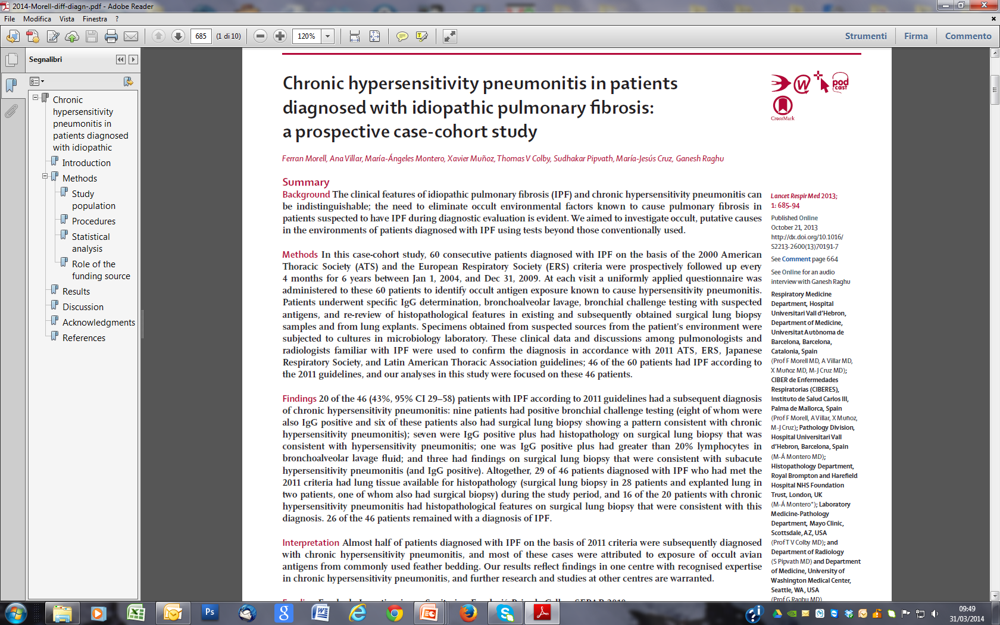 2014-Morell-diff-diagn-.pdf - Adobe Reader
File Modifica Vista Finestra ?
685 (1 di 10) 120% Strumenti Firma Commento
Segnalibri
Chronic
hypersensitivity
pneumonitis in
patients diagnosed
with idiopathic
Introduction
Methods
Study
population
Procedures
Statistical
analysis
Role of the
funding source
Results
Discussion
Acknowledgments
References
Chronic hypersensitivity pneumonitis in patients
diagnosed with idiopathic pulmonary fibrosis:
a prospective case-cohort study
W
pod
cast
CrossMark
Ferran Morell, Ana Villar, María-Ángeles Montero, Xavier Muñoz, Thomas V Colby, Sudhakar Pipvath, María-Jesús Cruz, Ganesh Raghu
Summary
Background The clinical features of idiopathic pulmonary fibrosis (IPF) and chronic hypersensitivity pneumonitis can
be indistinguishable; the need to eliminate occult environmental factors known to cause pulmonary fibrosis in
patients suspected to have IPF during diagnostic evaluation is evident. We aimed to investigate occult, putative causes
in the environments of patients diagnosed with IPF using tests beyond those conventionally used.
Methods In this case-cohort study, 60 consecutive patients diagnosed with IPF on the basis of the 2000 American
Thoracic Society (ATS) and the European Respiratory Society (ERS) criteria were prospectively followed up every
4 months for 6 years between Jan 1, 2004, and Dec 31, 2009. At each visit a uniformly applied questionnaire was
administered to these 60 patients to identify occult antigen exposure known to cause hypersensitivity pneumonitis.
Patients underwent specific IgG determination, bronchoalveolar lavage, bronchial challenge testing with suspected
antigens, and re-review of histopathological features in existing and subsequently obtained surgical lung biopsy
samples and from lung explants. Specimens obtained from suspected sources from the patient's environment were
subjected to cultures in microbiology laboratory. These clinical data and discussions among pulmonologists and
radiologists familiar with IPF were used to confirm the diagnosis in accordance with 2011 ATS, ERS, Japanese
Respiratory Society, and Latin American Thoracic Association guidelines; 46 of the 60 patients had IPF according to
the 2011 guidelines, and our analyses in this study were focused on these 46 patients.
Findings 20 of the 46 (43%, 95% CI 29–58) patients with IPF according to 2011 guidelines had a subsequent diagnosis
of chronic hypersensitivity pneumonitis: nine patients had positive bronchial challenge testing (eight of whom were
also IgG positive and six of these patients also had surgical lung biopsy showing a pattern consistent with chronic
hypersensitivity pneumonitis); seven were IgG positive plus had histopathology on surgical lung biopsy that was
consistent with hypersensitivity pneumonitis; one was IgG positive plus had greater than 20% lymphocytes in
bronchoalveolar lavage fluid; and three had findings on surgical lung biopsy that were consistent with subacute
hypersensitivity pneumonitis (and IgG positive). Altogether, 29 of 46 patients diagnosed with IPF who had met the
2011 criteria had lung tissue available for histopathology (surgical lung biopsy in 28 patients and explanted lung in
two patients, one of whom also had surgical biopsy) during the study period, and 16 of the 20 patients with chronic
hypersensitivity pneumonitis had histopathological features on surgical lung biopsy that were consistent with this
diagnosis. 26 of the 46 patients remained with a diagnosis of IPF.
Interpretation Almost half of patients diagnosed with IPF on the basis of 2011 criteria were subsequently diagnosed
with chronic hypersensitivity pneumonitis, and most of these cases were attributed to exposure of occult avian
antigens from commonly used feather bedding. Our results reflect findings in one centre with recognised expertise
in chronic hypersensitivity pneumonitis, and further research and studies at other centres are warranted.
Lancet Respir Med 2013;
1: 685–94
Published Online
October 21, 2013
http://dx.doi.org/10.1016/
S2213-2600(13)70191-7
See Comment page 664
See Online for an audio
interview with Ganesh Raghu
Respiratory Medicine
Department, Hospital
Universitari Vall d'Hebron,
Department of Medicine,
Universitat Autònoma de
Barcelona, Barcelona,
Catalonia, Spain
(Prof F Morell MD, A Villar MD,
X Muñoz MD, M-J Cruz MD);
CIBER de Enfermedades
Respiratorias (CIBERES),
Instituto de Salud Carlos III,
Palma de Mallorca, Spain
(Prof F Morell, A Villar, X Muñoz,
M-J Cruz); Pathology Division,
Hospital Universitari Vall
d'Hebron, Barcelona, Spain
(M-Á Montero MD);
Histopathology Department,
Royal Brompton and Harefield
Hospital NHS Foundation
Trust, London, UK
(M-Á Montero*); Laboratory
Medicine-Pathology
Department, Mayo Clinic,
Scottsdale, AZ, USA
(Prof T V Colby MD); and
Department of Radiology
(S Pipvath MD) and Department
of Medicine, University of
Washington Medical Center,
Seattle, WA, USA
(Prof G Raghu MD)
Ps
g
09:49
31/03/2014